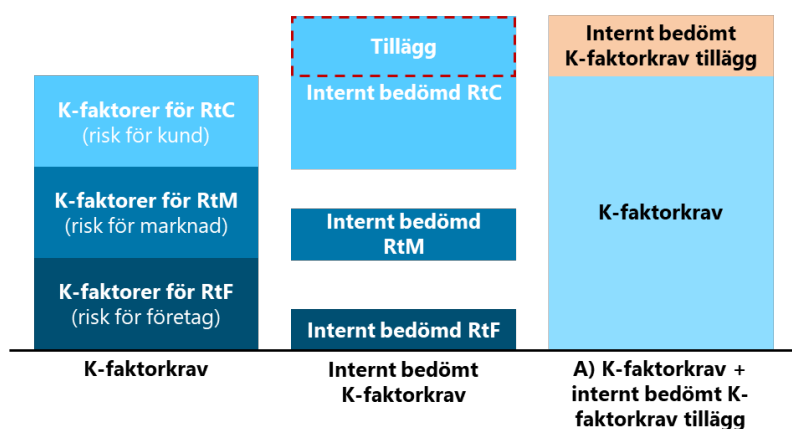 K-faktorer för RtC
(risk för kund)
K-faktorer för RtM
(risk för marknad)
K-faktorer för RtF
(risk för företag)
K-faktorkrav
Tillägg
Internt bedömd RtC
Internt bedömd
RtM
Internt bedömd RtF
Internt bedömt
K-faktorkrav
Internt bedömt
K-faktorkrav tillägg
K-faktorkrav
A) K-faktorkrav +
internt bedömt K-
faktorkrav tillägg